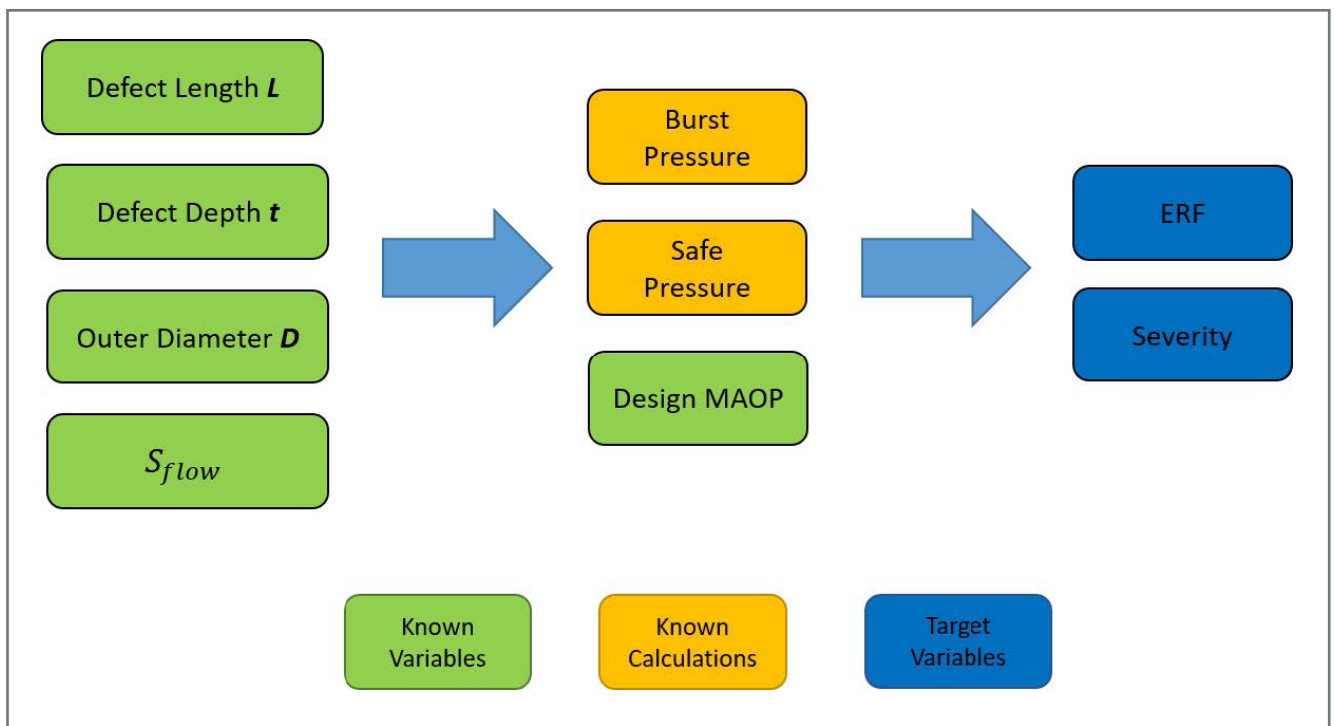 Defect Length L
Defect Depth t
Outer Diameter D
S_flow
Burst
Pressure
Safe
Pressure
Design MAOP
ERF
Severity
Known
Variables
Known
Calculations
Target
Variables